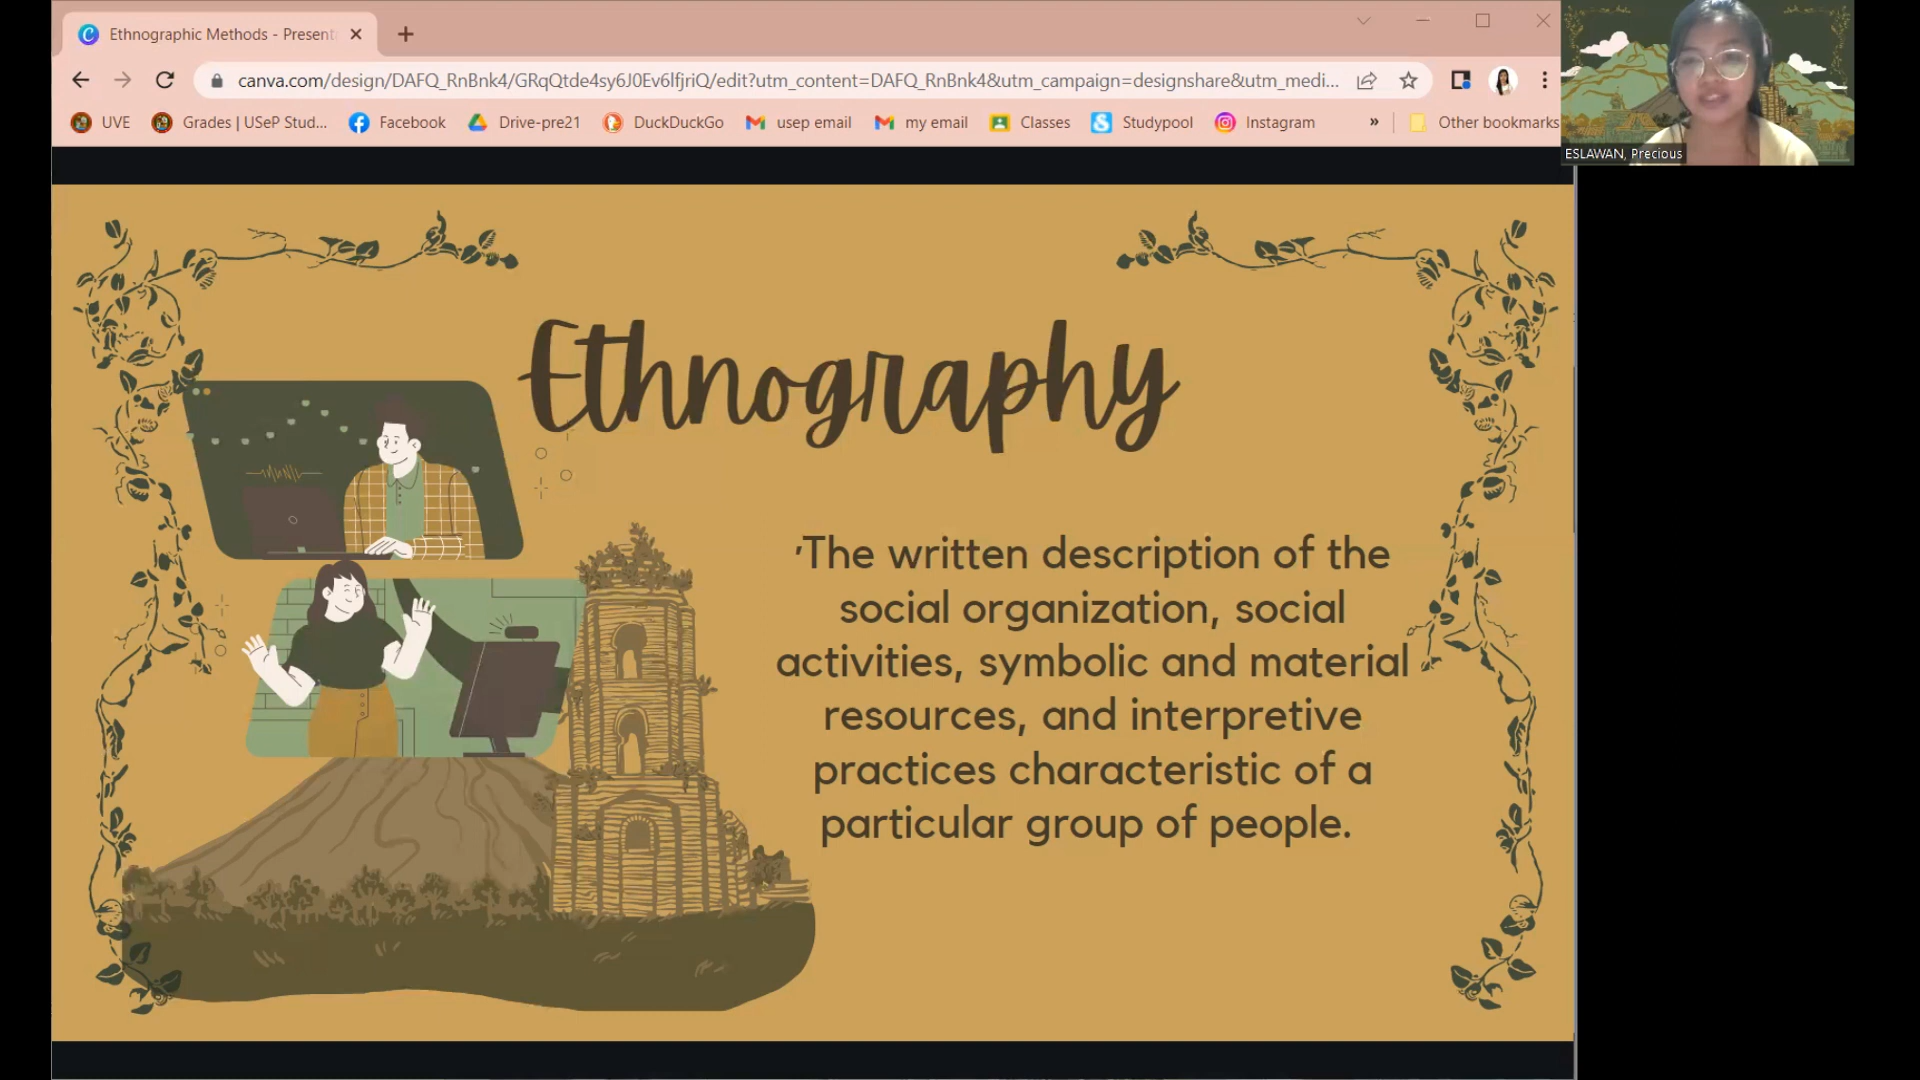 Ethnographic Methods - Present
canva.com/design/DAFQ_RnBnk4/GRqQtde4sy6J0Ev6lfjriQ/edit?utm_content=DAFQ_RnBnk4&utm_campaign=designshare&utm_medi...
UVE Grades | USeP Stud... Facebook Drive-pre21 DuckDuckGo usep email my email Classes Studypool Instagram » Other bookmarks
ESLAWAN, Precious
Ethnography
'The written description of the
social organization, social
activities, symbolic and material
resources, and interpretive
practices characteristic of a
particular group of people.